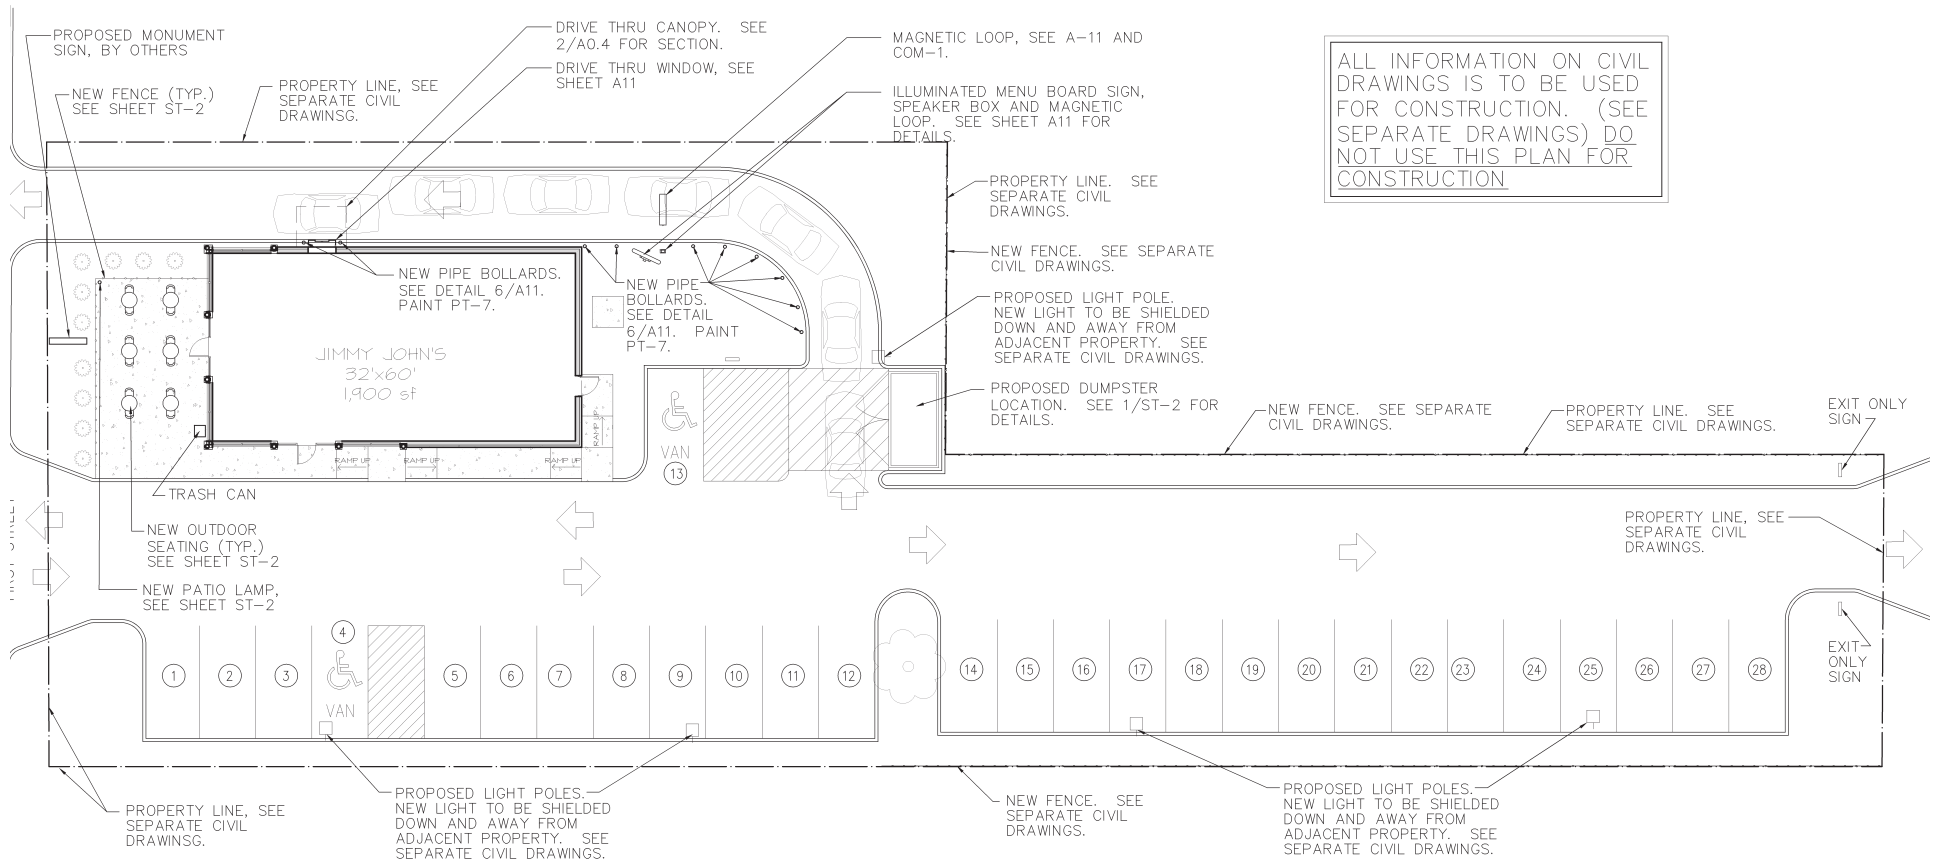 PROPOSED MONUMENT
SIGN, BY OTHERS
NEW FENCE (TYP.)
SEE SHEET ST-2
PROPERTY LINE, SEE
SEPARATE CIVIL
DRAWINSG.
DRIVE THRU CANOPY. SEE
2/A0.4 FOR SECTION.
DRIVE THRU WINDOW, SEE
SHEET A11
MAGNETIC LOOP, SEE A-11 AND
COM-1.
ILLUMINATED MENU BOARD SIGN,
SPEAKER BOX AND MAGNETIC
LOOP. SEE SHEET A11 FOR
DETAILS.
ALL INFORMATION ON CIVIL
DRAWINGS IS TO BE USED
FOR CONSTRUCTION. (SEE
SEPARATE DRAWINGS) DO
NOT USE THIS PLAN FOR
CONSTRUCTION
PROPERTY LINE. SEE
SEPARATE CIVIL
DRAWINGS.
NEW FENCE. SEE SEPARATE
CIVIL DRAWINGS.
PROPOSED LIGHT POLE.
NEW LIGHT TO BE SHIELDED
DOWN AND AWAY FROM
ADJACENT PROPERTY. SEE
SEPARATE CIVIL DRAWINGS.
PROPOSED DUMPSTER
LOCATION. SEE 1/ST-2 FOR
DETAILS.
NEW PIPE BOLLARDS.
SEE DETAIL 6/A11.
PAINT PT-7.
NEW PIPE
BOLLARDS.
SEE DETAIL
6/A11. PAINT
PT-7.
JIMMY JOHN'S
32'x60'
1,900 sf
RAMP UP
RAMP UP
RAMP UP
RAMP UP
VAN
13
NEW FENCE. SEE SEPARATE
CIVIL DRAWINGS.
PROPERTY LINE. SEE
SEPARATE CIVIL DRAWINGS.
EXIT ONLY
SIGN
TRASH CAN
NEW OUTDOOR
SEATING (TYP.)
SEE SHEET ST-2
NEW PATIO LAMP,
SEE SHEET ST-2
FIRST STREET
PROPERTY LINE, SEE
SEPARATE CIVIL
DRAWINGS.
1
2
3
4
VAN
5
6
7
8
9
10
11
12
14
15
16
17
18
19
20
21
22
23
24
25
26
27
28
EXIT
ONLY
SIGN
PROPERTY LINE, SEE
SEPARATE CIVIL
DRAWINSG.
PROPOSED LIGHT POLES.
NEW LIGHT TO BE SHIELDED
DOWN AND AWAY FROM
ADJACENT PROPERTY. SEE
SEPARATE CIVIL DRAWINGS.
NEW FENCE. SEE
SEPARATE CIVIL
DRAWINGS.
PROPOSED LIGHT POLES.
NEW LIGHT TO BE SHIELDED
DOWN AND AWAY FROM
ADJACENT PROPERTY. SEE
SEPARATE CIVIL DRAWINGS.